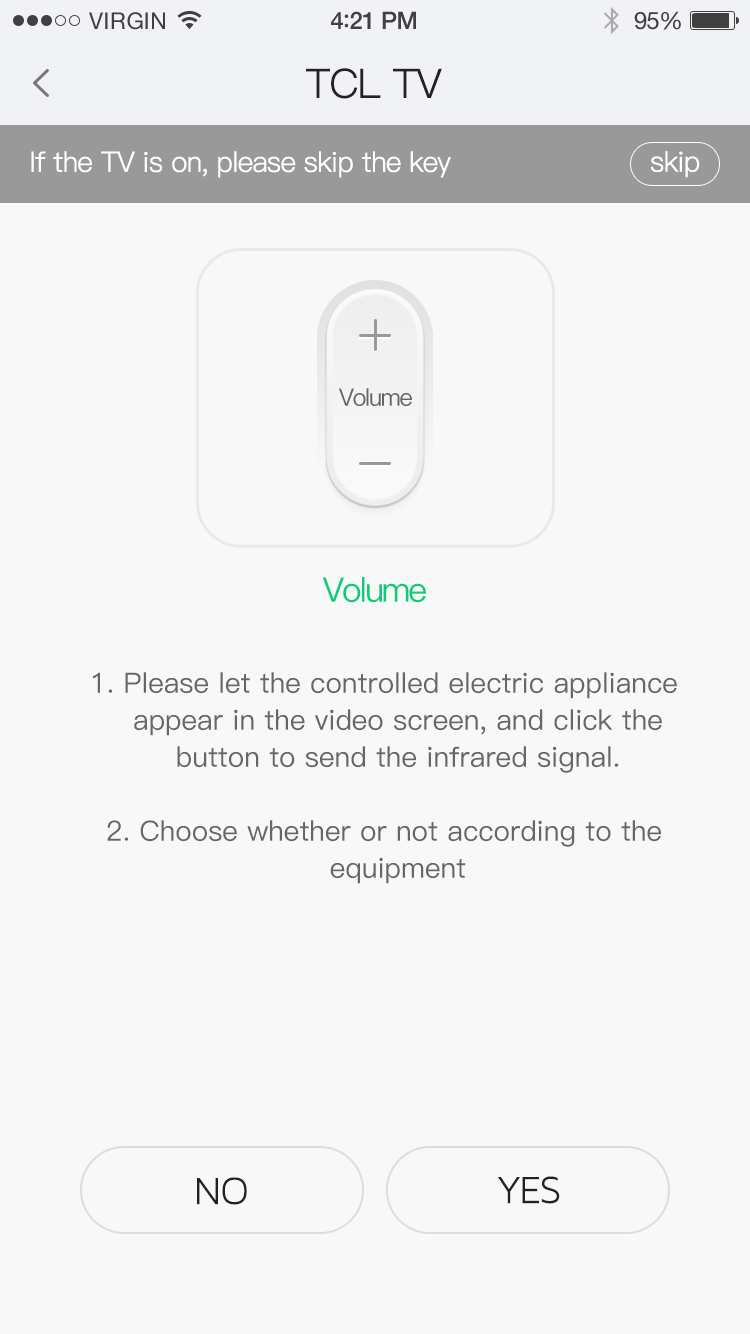 VIRGIN 4:21 PM 95%
TCL TV
If the TV is on, please skip the key skip
+
Volume
—
Volume
1. Please let the controlled electric appliance
appear in the video screen, and click the
button to send the infrared signal.
2. Choose whether or not according to the
equipment
NO YES